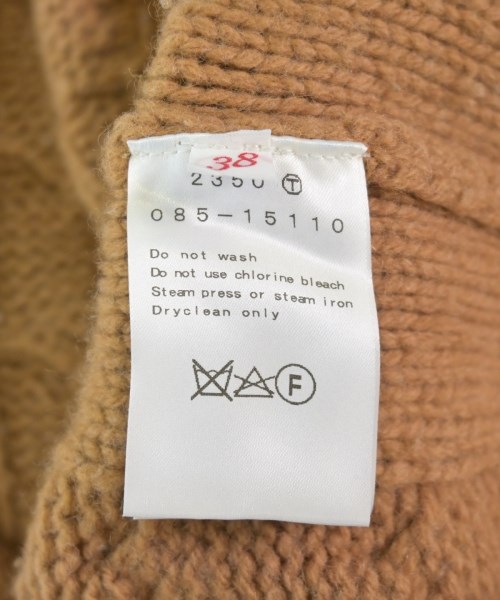 38
2350 Ⓣ
085-15110
Do not wash
Do not use chlorine bleach
Steam press or steam iron
Dryclean only
Ⓕ